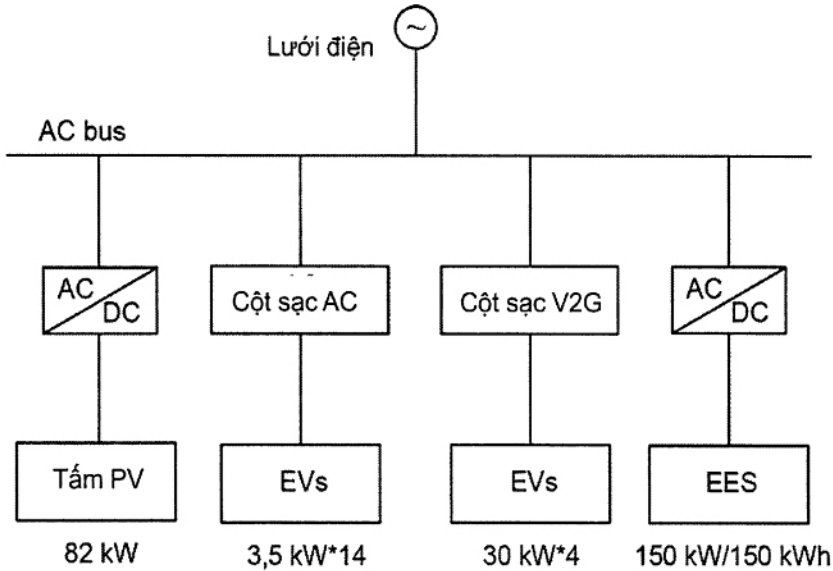 Lưới điện
AC bus
AC
DC
Cột sạc AC
Cột sạc V2G
AC
DC
Tấm PV
EVs
EVs
EES
82 kW
3,5 kW*14
30 kW*4
150 kW/150 kWh